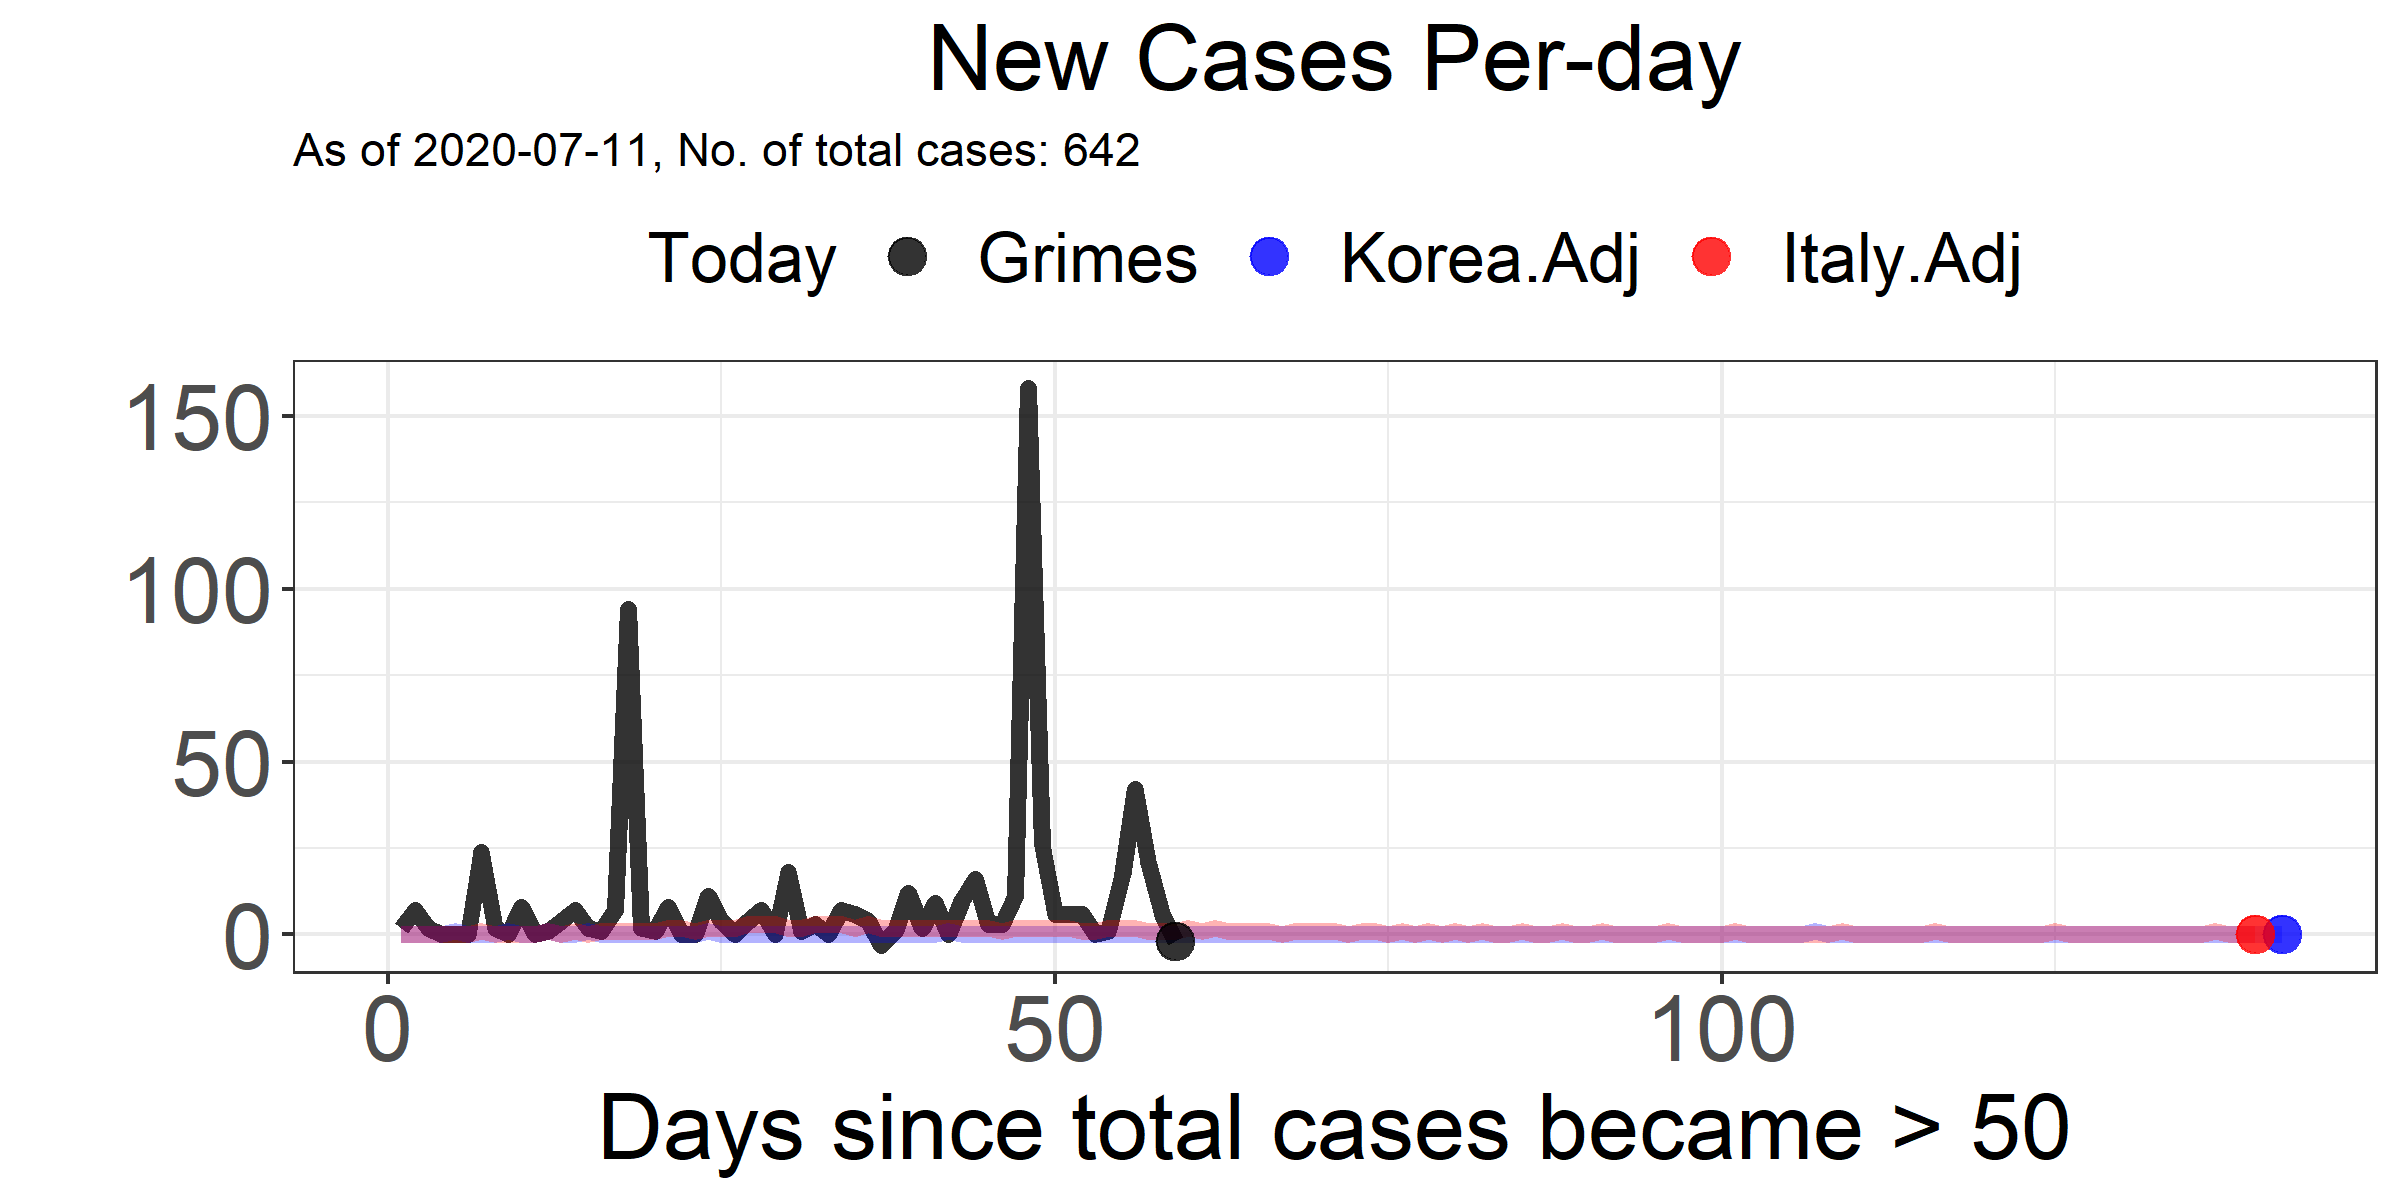 New Cases Per-day
As of 2020-07-11, No. of total cases: 642
Today Grimes Korea.Adj Italy.Adj
150
100
50
0
0 50 100
Days since total cases became > 50